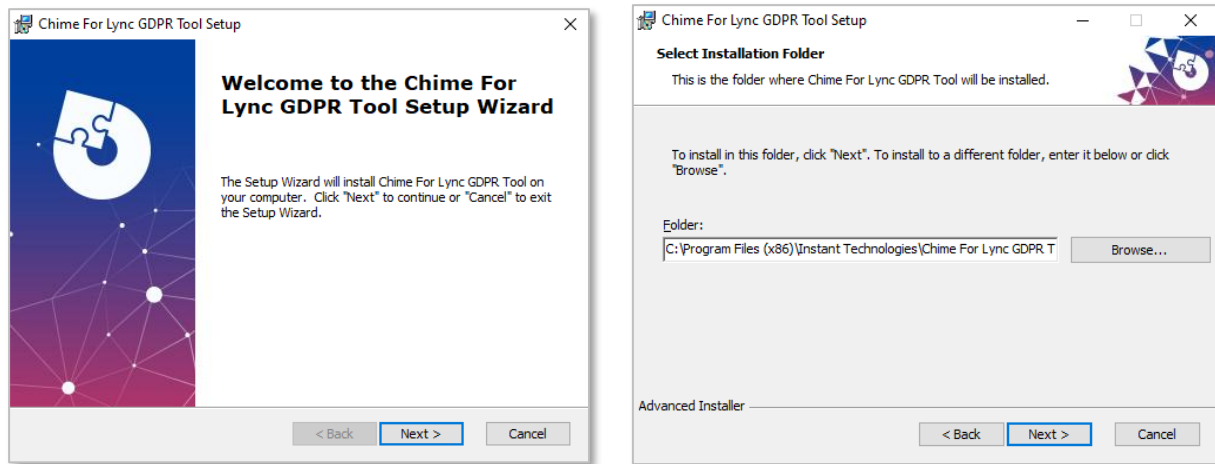 Chime For Lync GDPR Tool Setup
Welcome to the Chime For
Lync GDPR Tool Setup Wizard
The Setup Wizard will install Chime For Lync GDPR Tool on
your computer. Click "Next" to continue or "Cancel" to exit
the Setup Wizard.
< Back Next > Cancel
Chime For Lync GDPR Tool Setup
Select Installation Folder
This is the folder where Chime For Lync GDPR Tool will be installed.
To install in this folder, click "Next". To install to a different folder, enter it below or click
"Browse".
Folder:
C:\Program Files (x86)\Instant Technologies\Chime For Lync GDPR T Browse...
Advanced Installer
< Back Next > Cancel